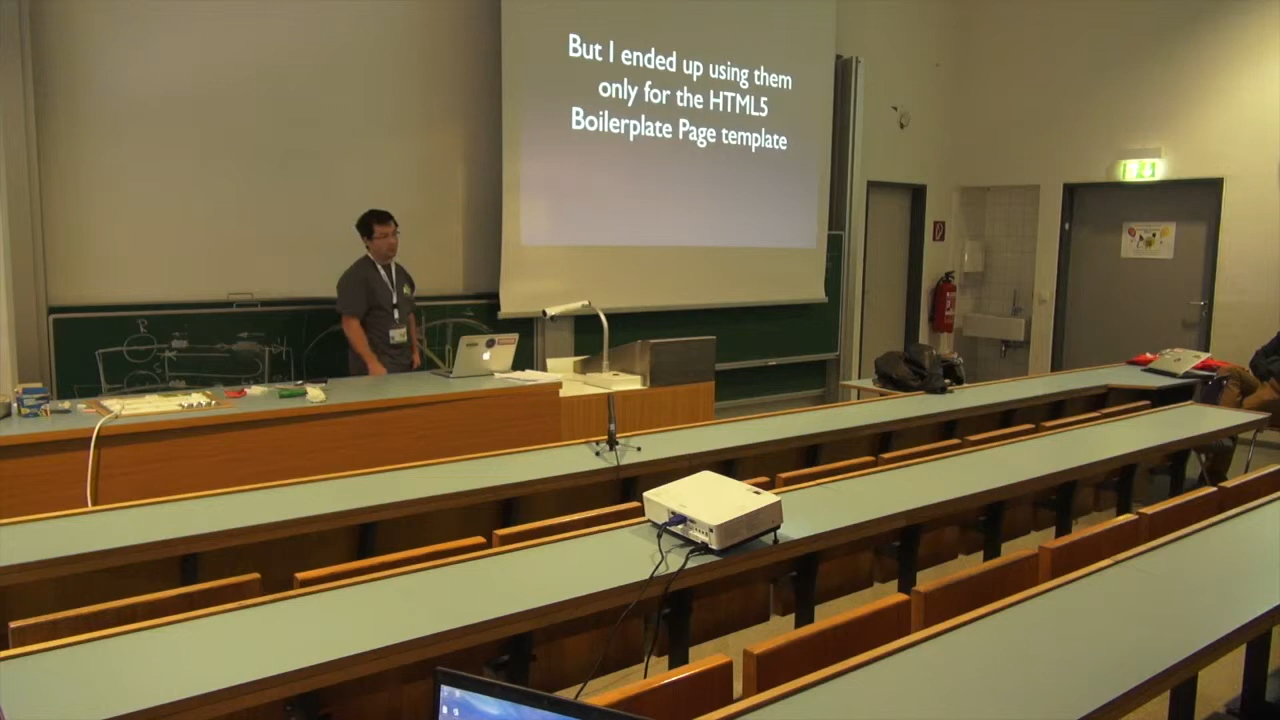 But I ended up using them
only for the HTML5
Boilerplate Page template